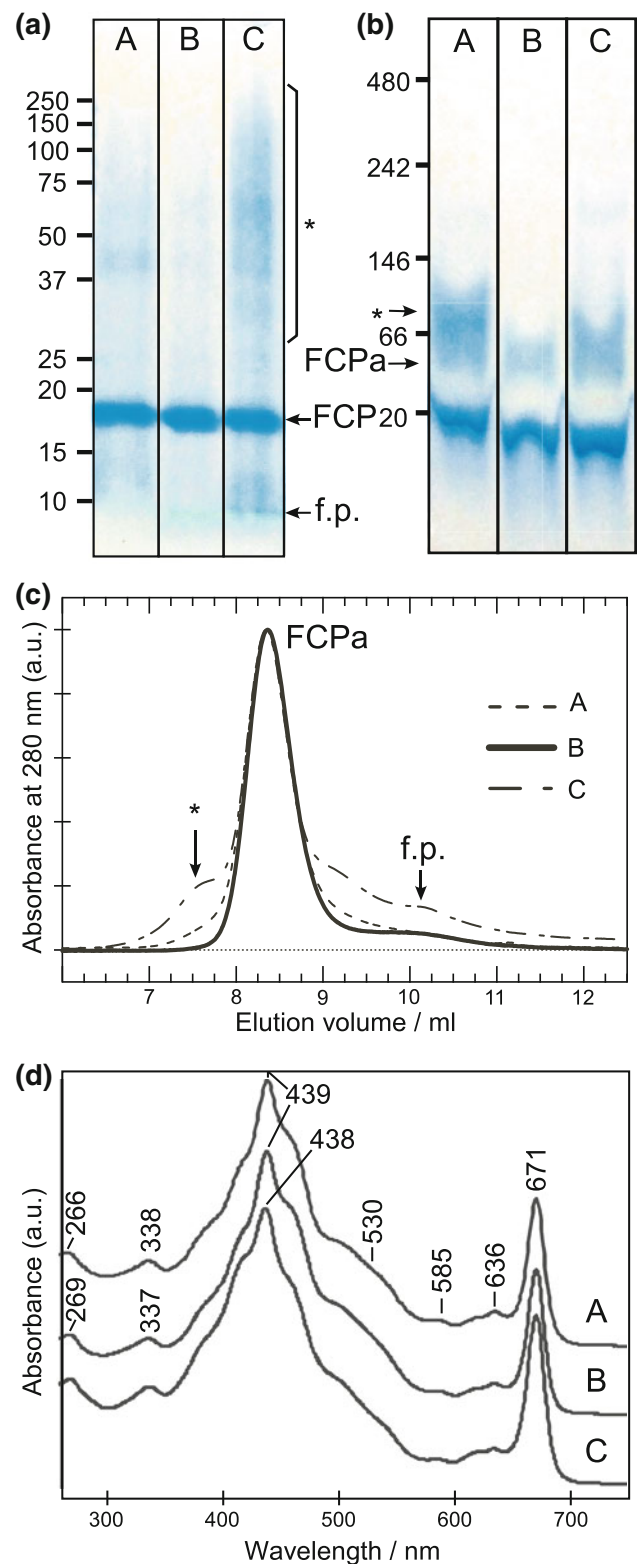 (a)
A B C
250
150
100
75
50
37
25
20
15
10
*
FCP
f.p.
(b)
A B C
480
242
146
*
66
FCPa
20
(c)
FCPa
A
B
C
*
f.p.
Absorbance at 280 nm (a.u.)
7 8 9 10 11 12
Elution volume / ml
(d)
439
438
266
269
338
337
530
585
636
671
A
B
C
Absorbance (a.u.)
300 400 500 600 700
Wavelength / nm